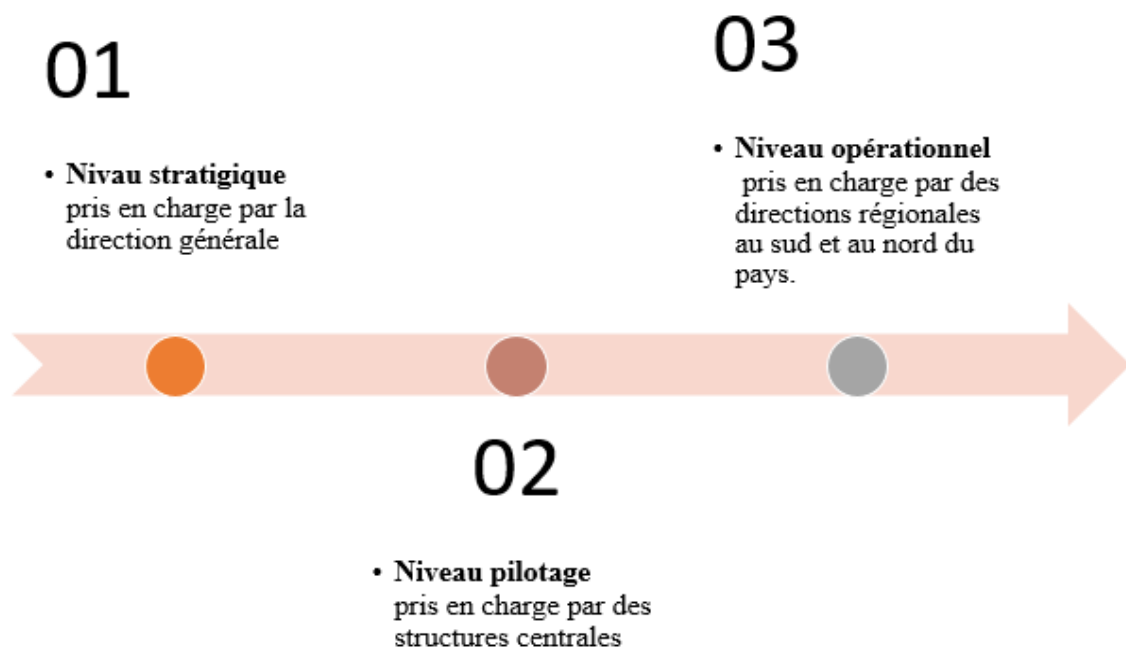 01
• Nivau stratigique
pris en charge par la
direction générale
02
• Niveau pilotage
pris en charge par des
structures centrales
03
• Niveau opérationnel
pris en charge par des
directions régionales
au sud et au nord du
pays.